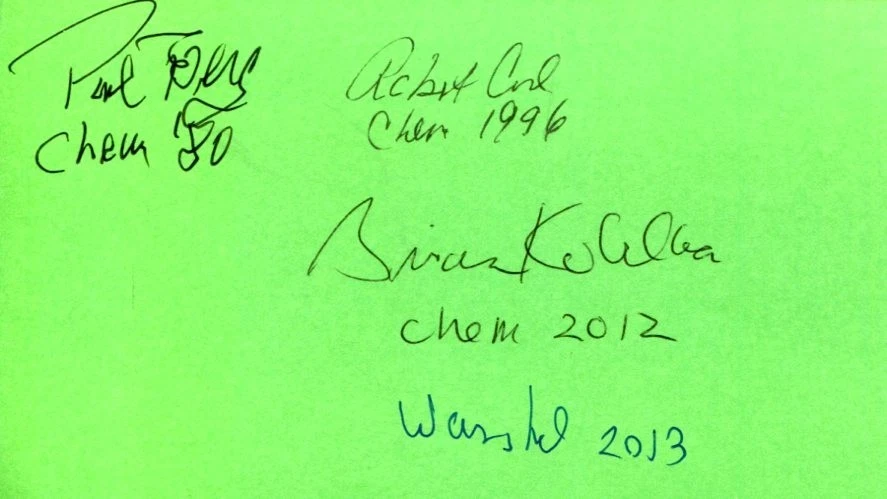 Paul Berg
Chem '80
Robert Curl
Chem 1996
Brian Kobilka
Chem 2012
Warshel 2013